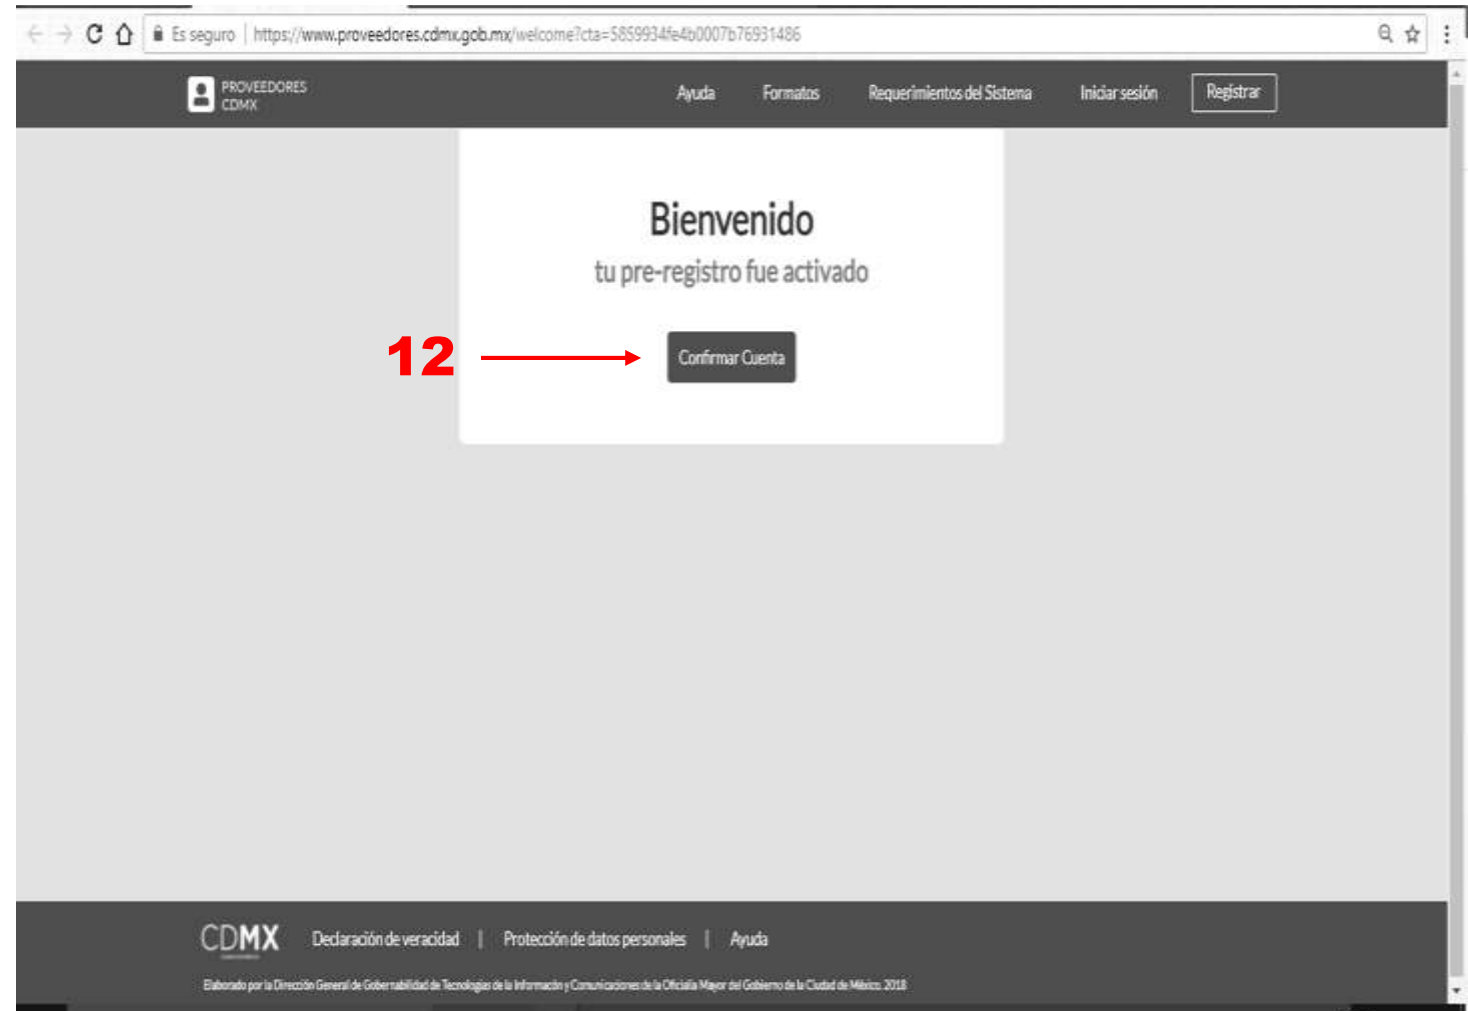 Es seguro | https://www.proveedores.cdmx.gob.mx/welcome?cta=5859934fe4b0007b76931486
PROVEEDORES
CDMX
Ayuda Formatos Requerimientos del Sistema Iniciar sesión Registrar
Bienvenido
tu pre-registro fue activado
12
Confirmar Cuenta
CDMX Declaración de veracidad | Protección de datos personales | Ayuda
Elaborado por la Dirección General de Gobernabilidad de Tecnologías de la Información y Comunicaciones de la Oficialía Mayor del Gobierno de la Ciudad de México. 2018